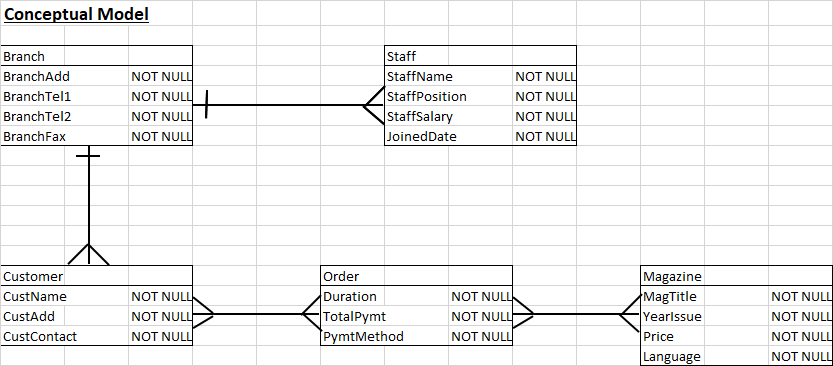 Conceptual Model
Branch
BranchAdd NOT NULL
BranchTel1 NOT NULL
BranchTel2 NOT NULL
BranchFax NOT NULL
Staff
StaffName NOT NULL
StaffPosition NOT NULL
StaffSalary NOT NULL
JoinedDate NOT NULL
Customer
CustName NOT NULL
CustAdd NOT NULL
CustContact NOT NULL
Order
Duration NOT NULL
TotalPymt NOT NULL
PymtMethod NOT NULL
Magazine
MagTitle NOT NULL
YearIssue NOT NULL
Price NOT NULL
Language NOT NULL